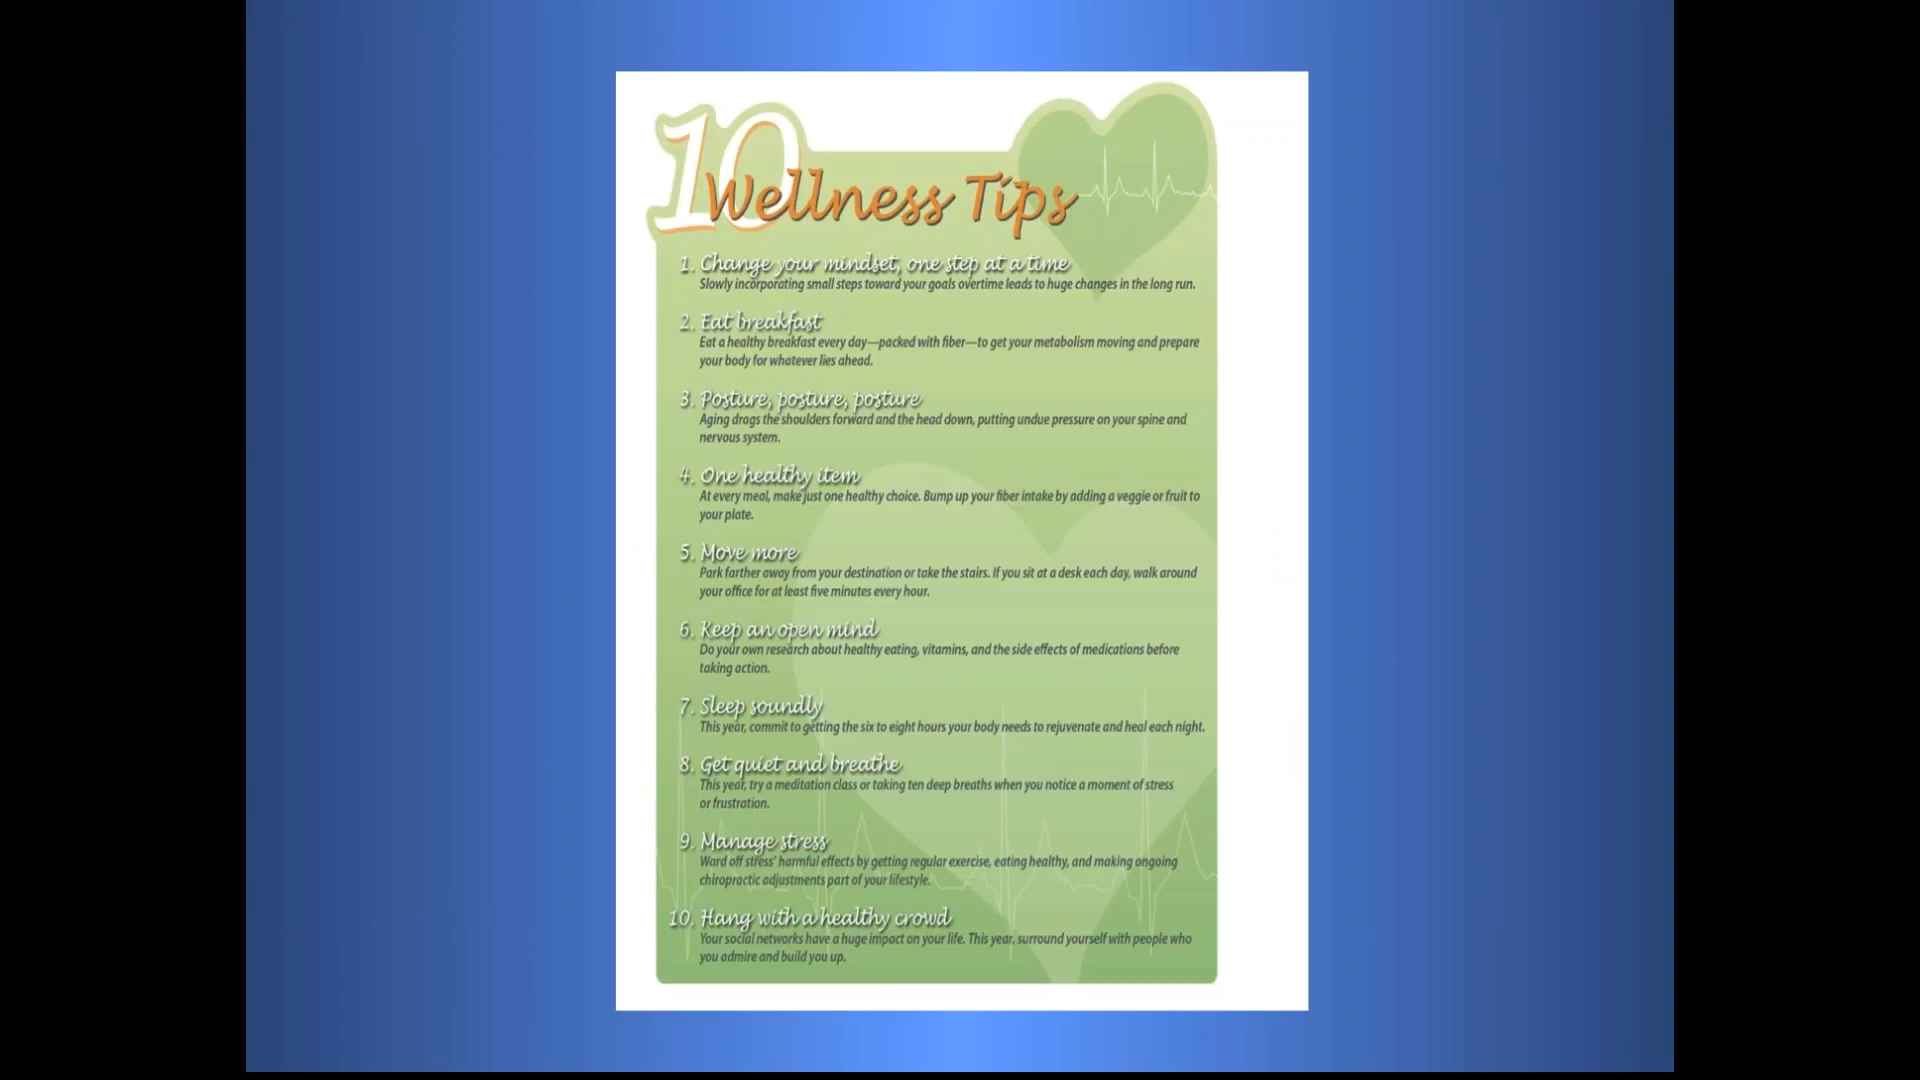 10
Wellness Tips
1. Change your mindset, one step at a time
Slowly incorporating small steps toward your goals overtime leads to huge changes in the long run.
2. Eat breakfast
Eat a healthy breakfast every day—packed with fiber—to get your metabolism moving and prepare
your body for whatever lies ahead.
3. Posture, posture, posture
Aging drags the shoulders forward and the head down, putting undue pressure on your spine and
nervous system.
4. One healthy item
At every meal, make just one healthy choice. Bump up your fiber intake by adding a veggie or fruit to
your plate.
5. Move more
Park farther away from your destination or take the stairs. If you sit at a desk each day, walk around
your office for at least five minutes every hour.
6. Keep an open mind
Do your own research about healthy eating, vitamins, and the side effects of medications before
taking action.
7. Sleep soundly
This year, commit to getting the six to eight hours your body needs to rejuvenate and heal each night.
8. Get quiet and breathe
This year, try a meditation class or taking ten deep breaths when you notice a moment of stress
or frustration.
9. Manage stress
Ward off stress' harmful effects by getting regular exercise, eating healthy, and making ongoing
chiropractic adjustments part of your lifestyle.
10. Hang with a healthy crowd
Your social networks have a huge impact on your life. This year, surround yourself with people who
you admire and build you up.